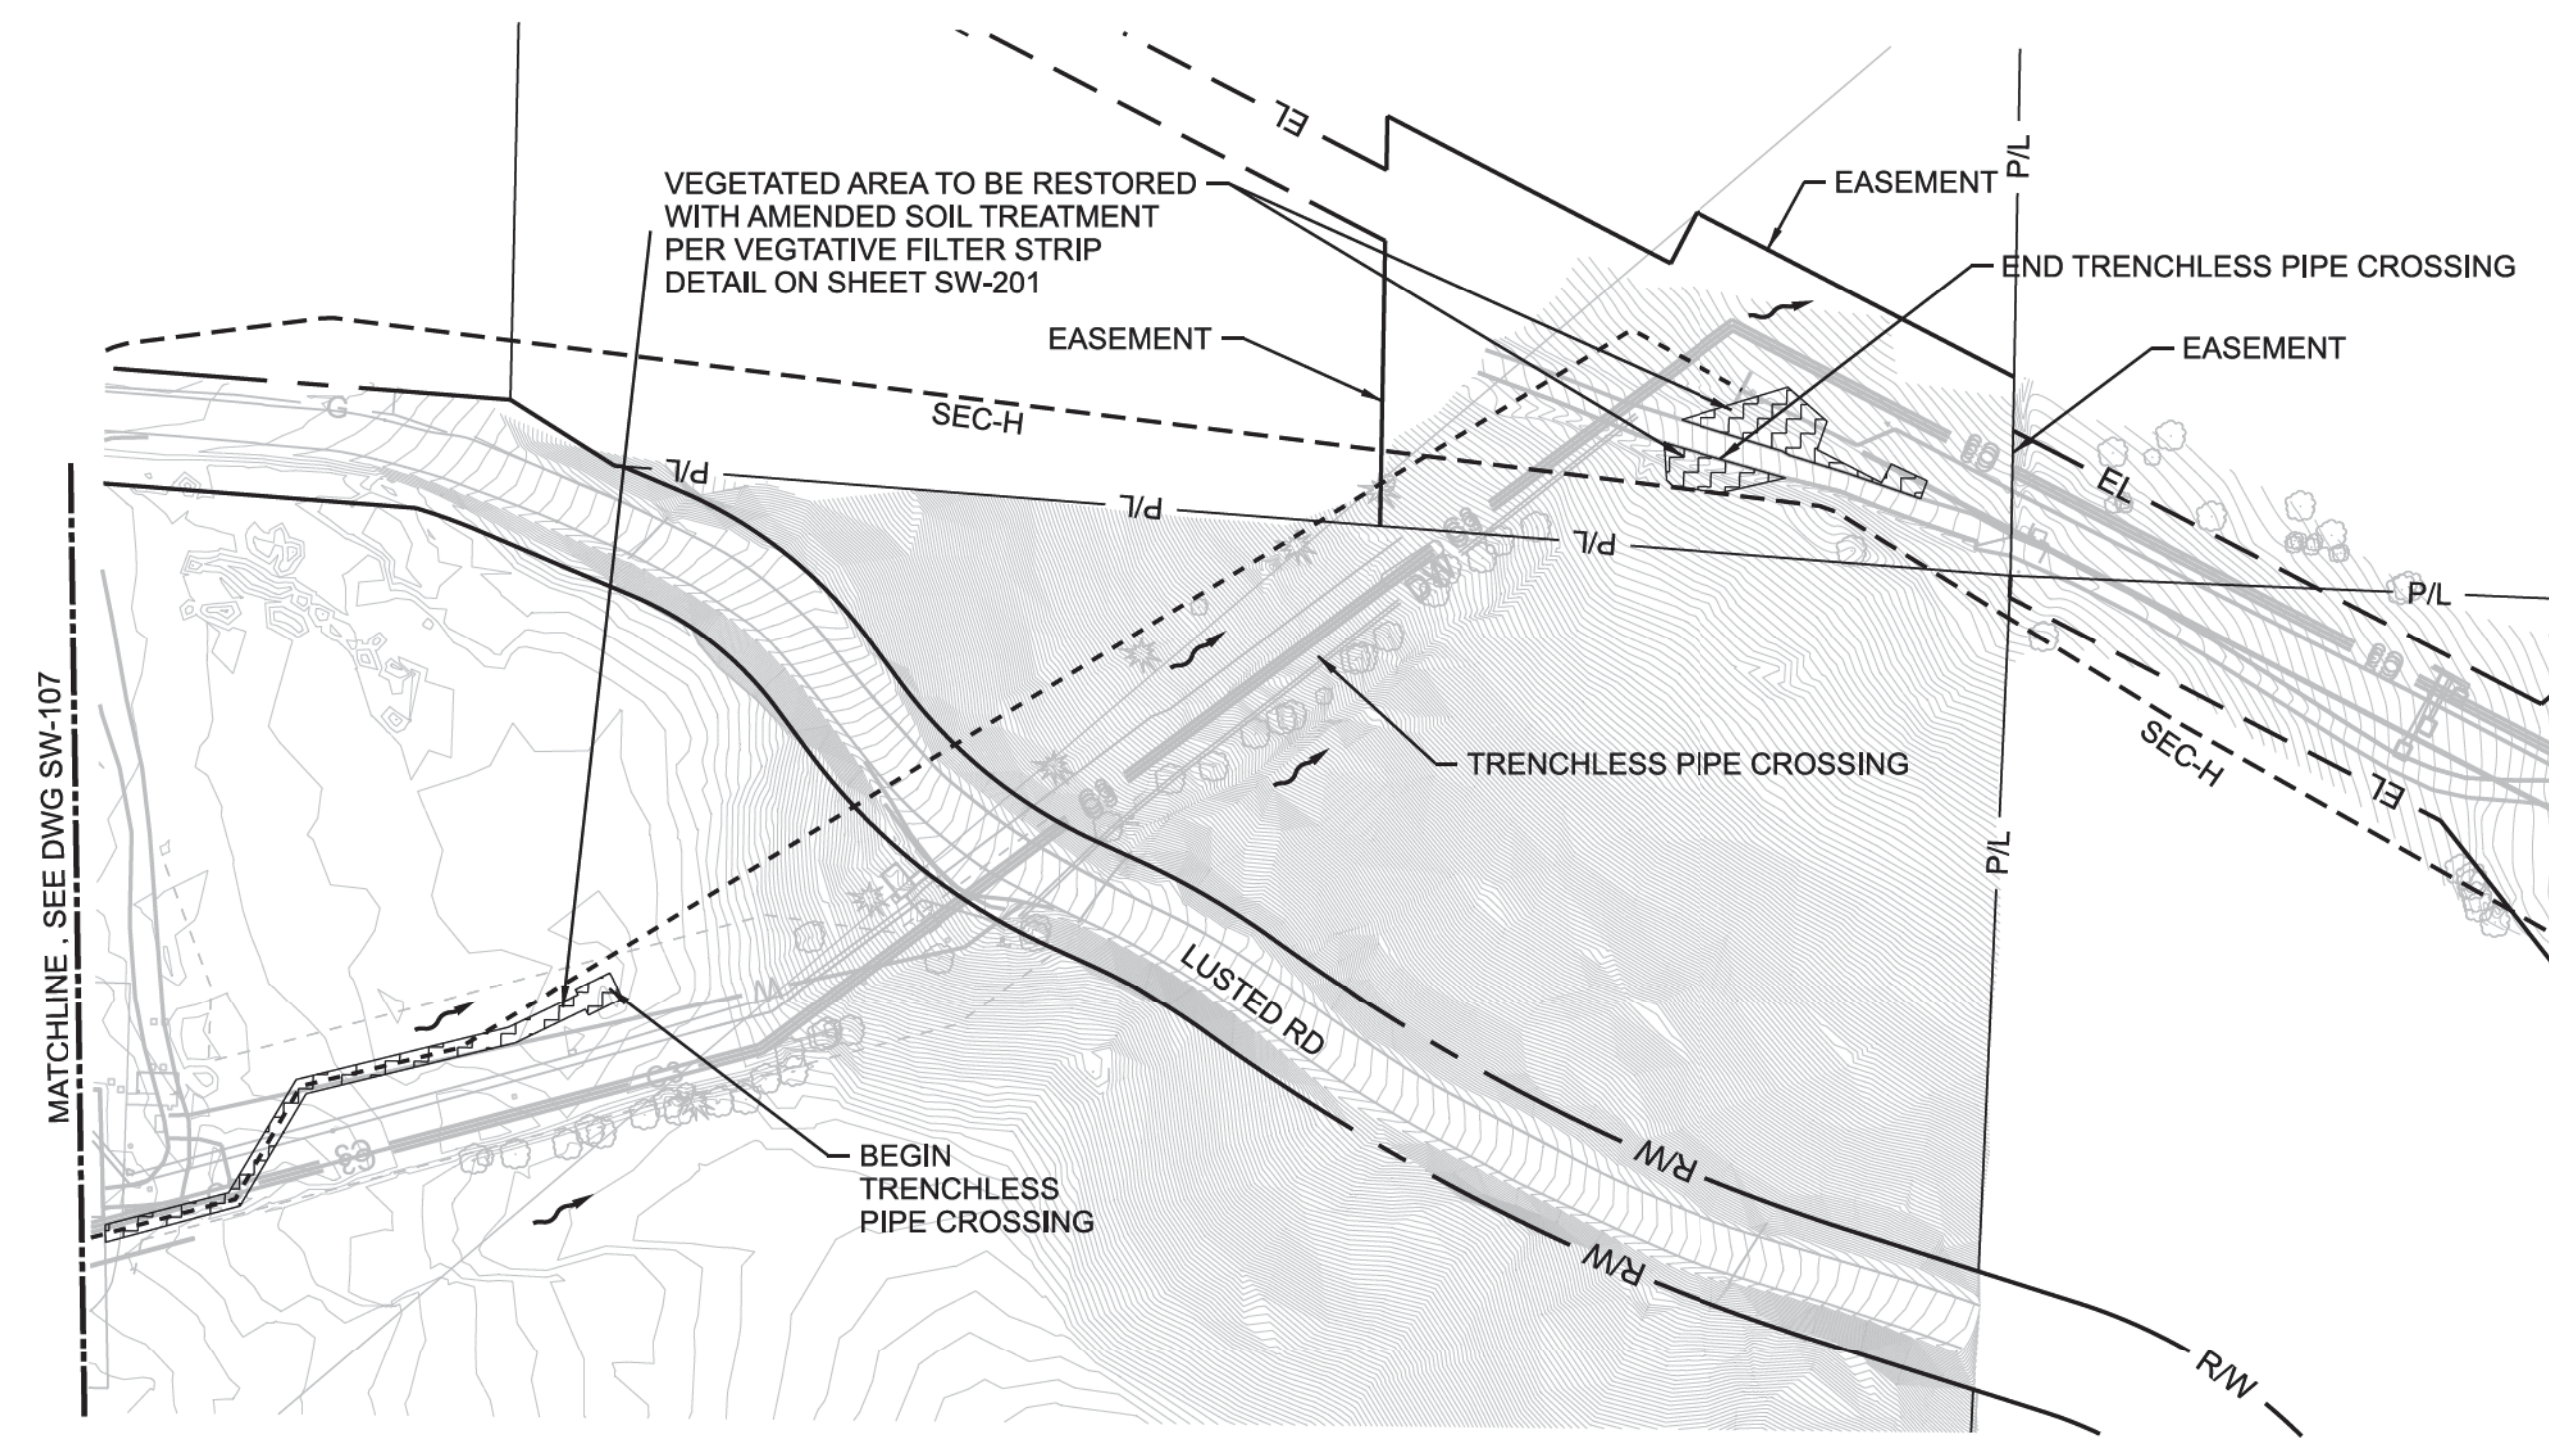 EL
P/L
VEGETATED AREA TO BE RESTORED
WITH AMENDED SOIL TREATMENT
PER VEGTATIVE FILTER STRIP
DETAIL ON SHEET SW-201
EASEMENT
END TRENCHLESS PIPE CROSSING
EASEMENT
EASEMENT
G
SEC-H
P/L
P/L
P/L
EL
P/L
MATCHLINE . SEE DWG SW-107
TRENCHLESS PIPE CROSSING
SEC-H
EL
P/L
LUSTED RD
BEGIN
TRENCHLESS
PIPE CROSSING
R/W
R/W
R/W